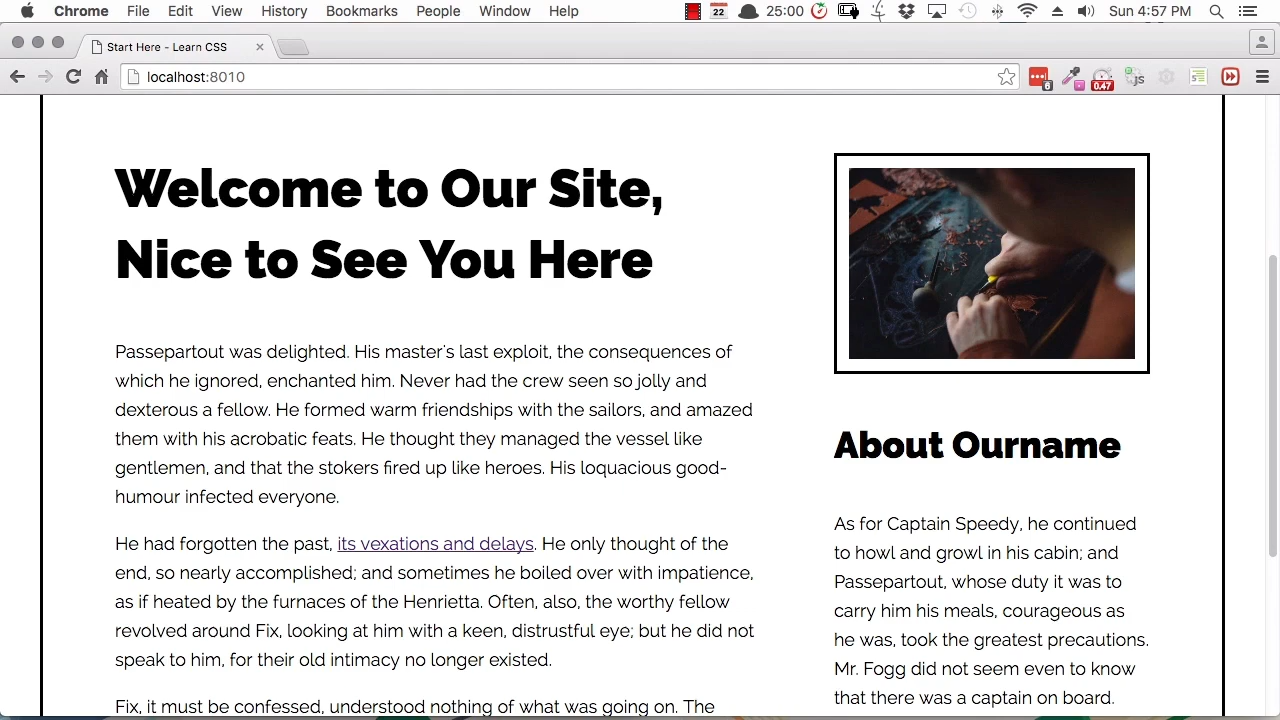 Chrome File Edit View History Bookmarks People Window Help 22 25:00 Sun 4:57 PM
Start Here - Learn CSS
localhost:8010
6 0.47 JS
Welcome to Our Site,
Nice to See You Here
Passepartout was delighted. His master's last exploit, the consequences of
which he ignored, enchanted him. Never had the crew seen so jolly and
dexterous a fellow. He formed warm friendships with the sailors, and amazed
them with his acrobatic feats. He thought they managed the vessel like
gentlemen, and that the stokers fired up like heroes. His loquacious good-
humour infected everyone.
He had forgotten the past, its vexations and delays. He only thought of the
end, so nearly accomplished; and sometimes he boiled over with impatience,
as if heated by the furnaces of the Henrietta. Often, also, the worthy fellow
revolved around Fix, looking at him with a keen, distrustful eye; but he did not
speak to him, for their old intimacy no longer existed.
Fix, it must be confessed, understood nothing of what was going on. The
About Ourname
As for Captain Speedy, he continued
to howl and growl in his cabin; and
Passepartout, whose duty it was to
carry him his meals, courageous as
he was, took the greatest precautions.
Mr. Fogg did not seem even to know
that there was a captain on board.